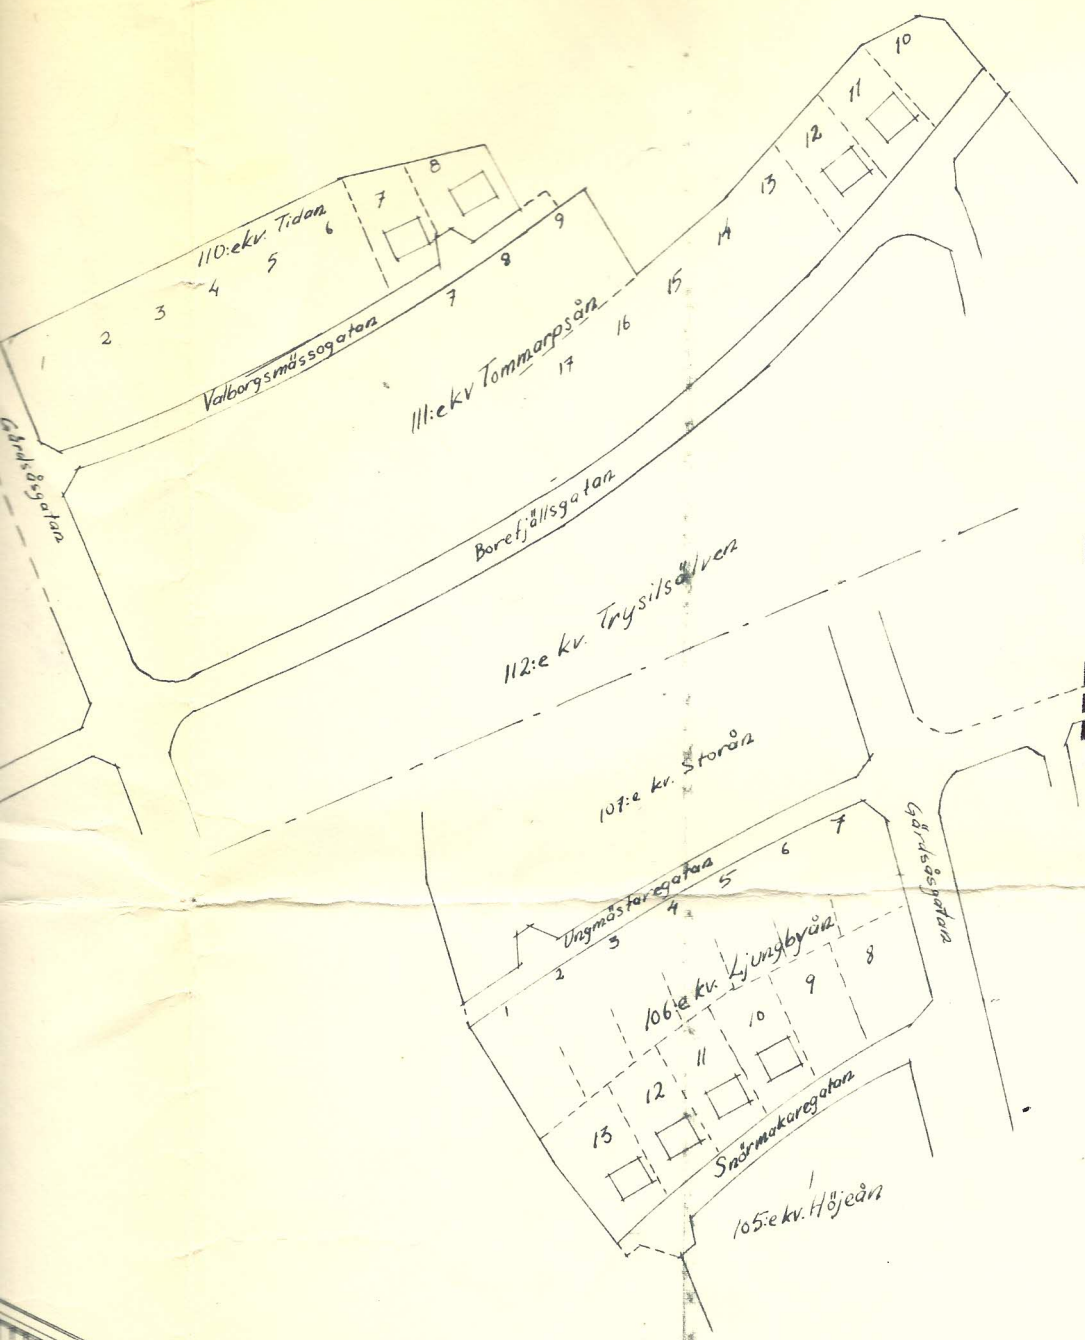 10
11
12
13
14
15
16
17
8
7
110:e kv. Tidan
6
5
4
3
2
1
9
8
7
Valborgsmässogatan
111:e kv Tommarpsån
Gårdsåsgatan
Borefjällsgatan
112:e kv. Trysilsälven
107:e kv. Storån
Ungmästaregatan
7
6
5
4
3
2
1
Gårdsåsgatan
106:e kv. Ljungbyån
8
9
10
11
12
13
Snörmakaregatan
105:e kv. Höjeån